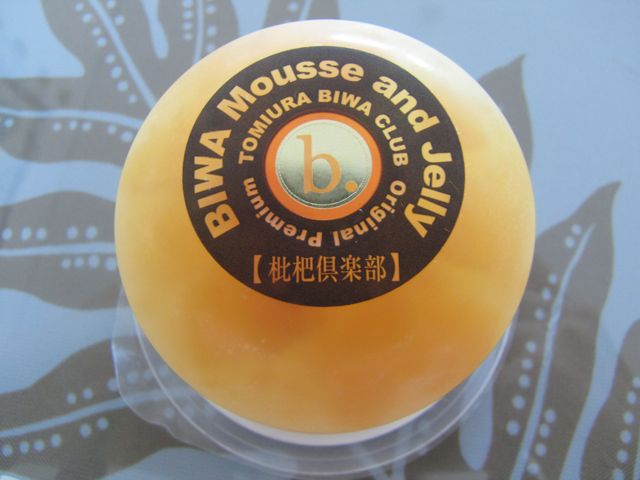 BIWA Mousse and Jelly
TOMIURA BIWA CLUB
Original Premium
b.
【枇杷倶楽部】